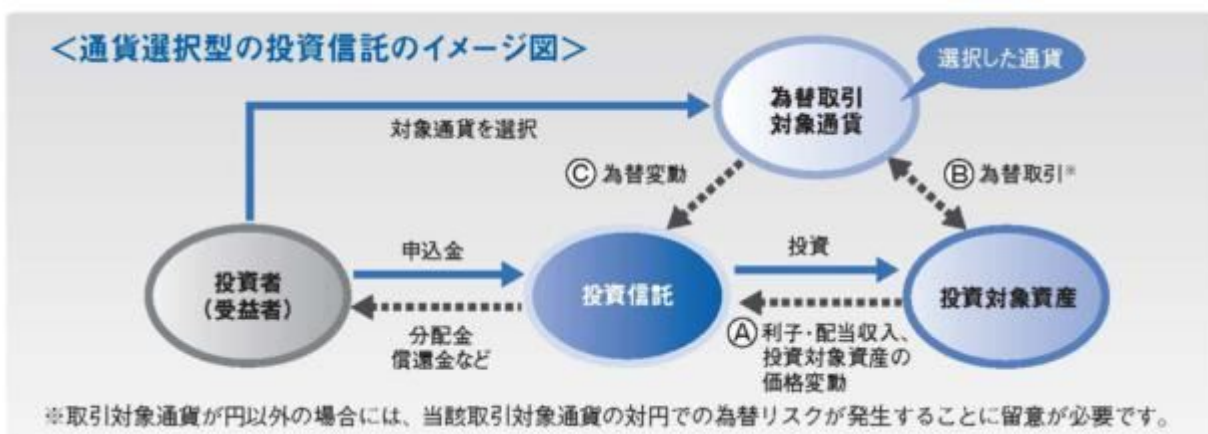 ＜通貨選択型の投資信託のイメージ図＞
選択した通貨
為替取引
対象通貨
対象通貨を選択
Ⓒ為替変動
Ⓑ為替取引※
申込金
投資
投資者
（受益者）
投資信託
投資対象資産
分配金
償還金など
Ⓐ利子・配当収入、
投資対象資産の
価格変動
※取引対象通貨が円以外の場合には、当該取引対象通貨の対円での為替リスクが発生することに留意が必要です。